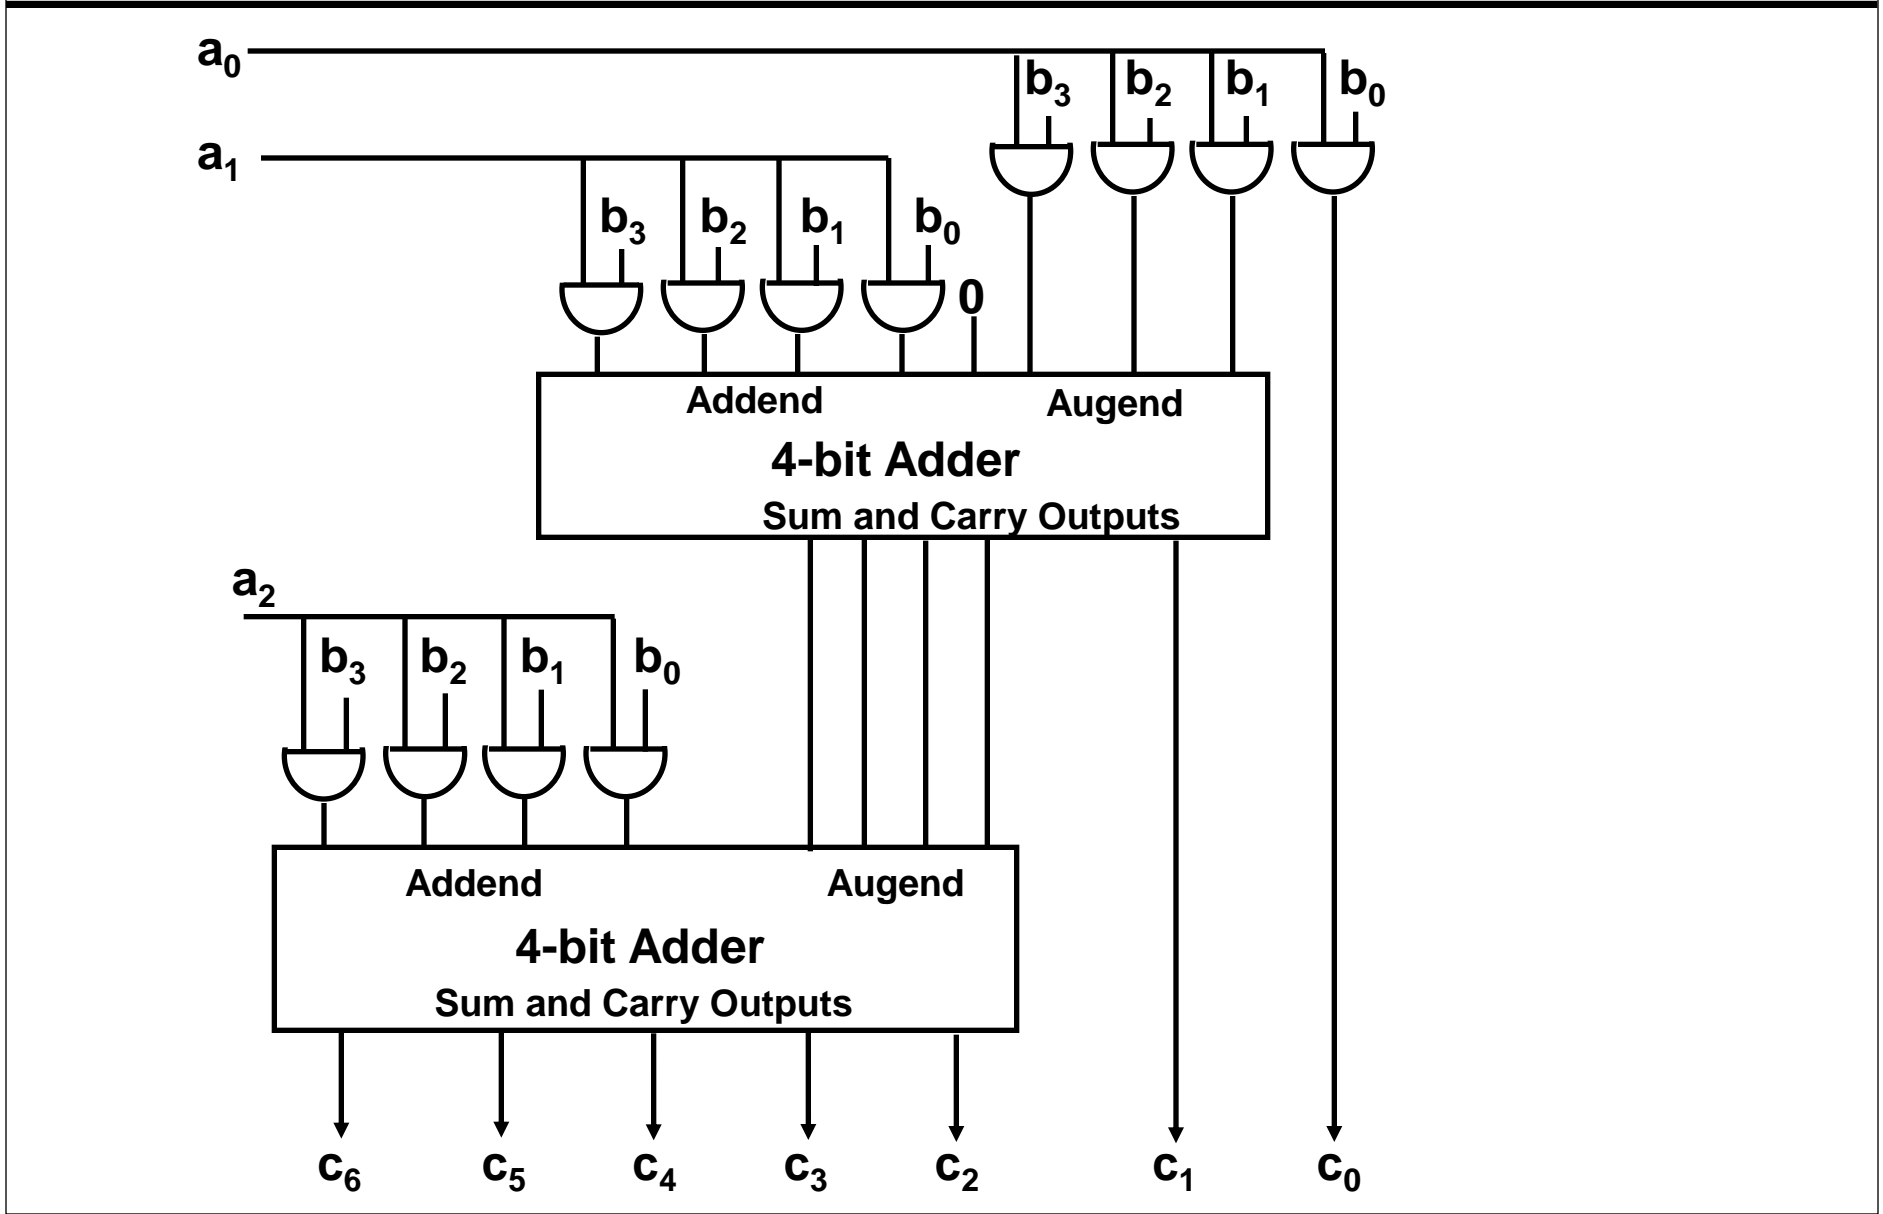 a0
b3 b2 b1 b0
a1
b3 b2 b1 b0
0
Addend Augend
4-bit Adder
Sum and Carry Outputs
a2
b3 b2 b1 b0
Addend Augend
4-bit Adder
Sum and Carry Outputs
c6 c5 c4 c3 c2 c1 c0